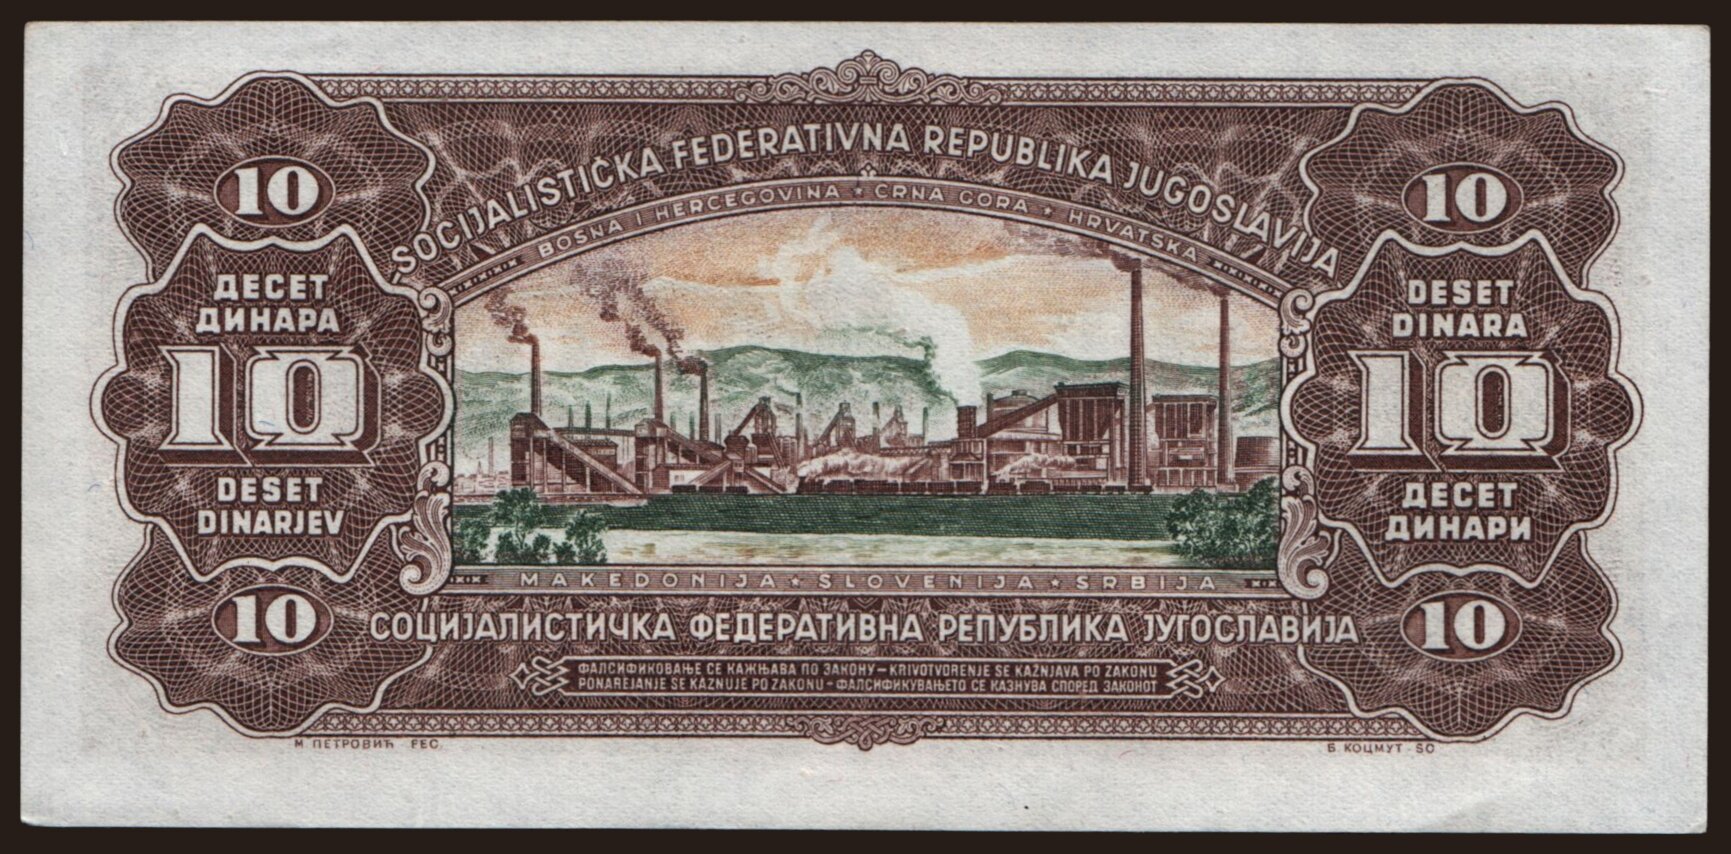 SOCIJALISTIČKA FEDERATIVNA REPUBLIKA JUGOSLAVIJA
BOSNA I HERCEGOVINA ★ CRNA GORA ★ HRVATSKA
10
ДЕСЕТ
ДИНАРА
10
DESET
DINARJEV
10
10
DESET
DINARA
10
ДЕСЕТ
ДИНАРИ
10
MAKEDONIJA ★ SLOVENIJA ★ SRBIJA
СОЦИЈАЛИСТИЧКА ФЕДЕРАТИВНА РЕПУБЛИКА ЈУГОСЛАВИЈА
ФАЛСИФИКОВАЊЕ СЕ КАЖЊАВА ПО ЗАКОНУ – KRIVOTVORENJE SE KAŽNJAVA PO ZAKONU
PONAREJANJE SE KAZNUJE PO ZAKONU – ФАЛСИФИКУВАЊЕТО СЕ КАЗНУВА СПОРЕД ЗАКОНОТ
М. ПЕТРОВИЋ FEC.
Б. КОЦМУТ - SC